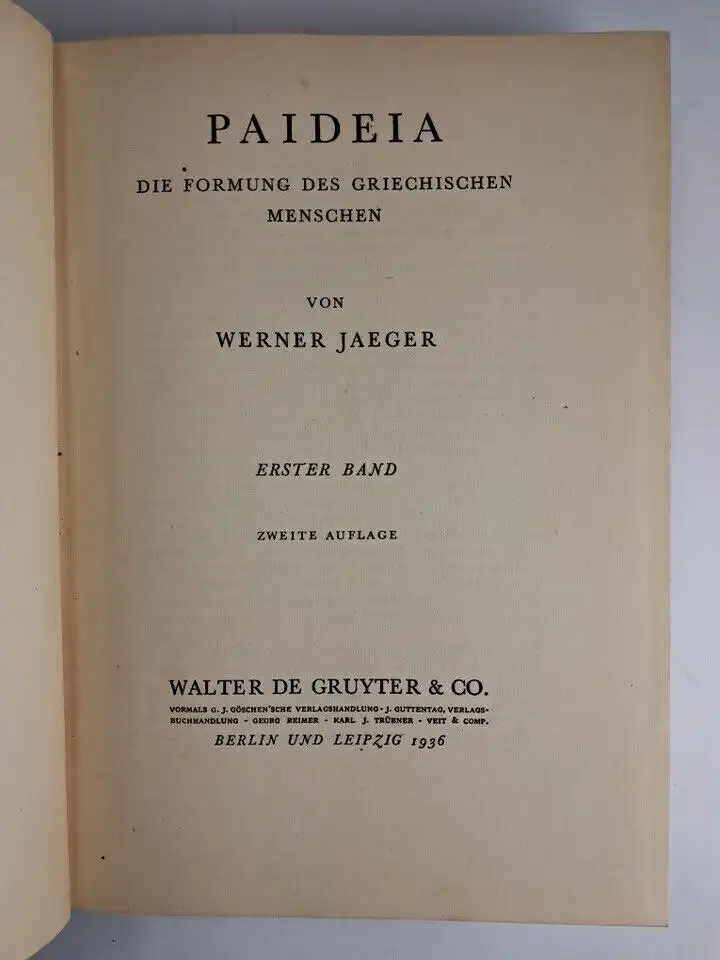 PAIDEIA
DIE FORMUNG DES GRIECHISCHEN
MENSCHEN
VON
WERNER JAEGER
ERSTER BAND
ZWEITE AUFLAGE
WALTER DE GRUYTER & CO.
VORMALS G. J. GÖSCHEN'SCHE VERLAGSHANDLUNG - J. GUTTENTAG, VERLAGS-
BUCHHANDLUNG - GEORG REIMER - KARL J. TRÜBNER - VEIT & COMP.
BERLIN UND LEIPZIG 1936